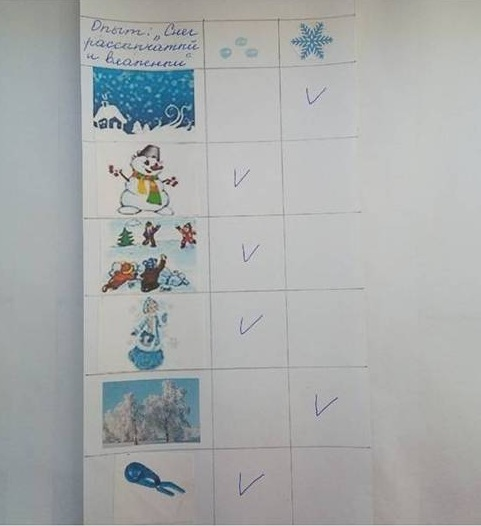 Опыт: „Снег
рассыпчатый
и влажный“